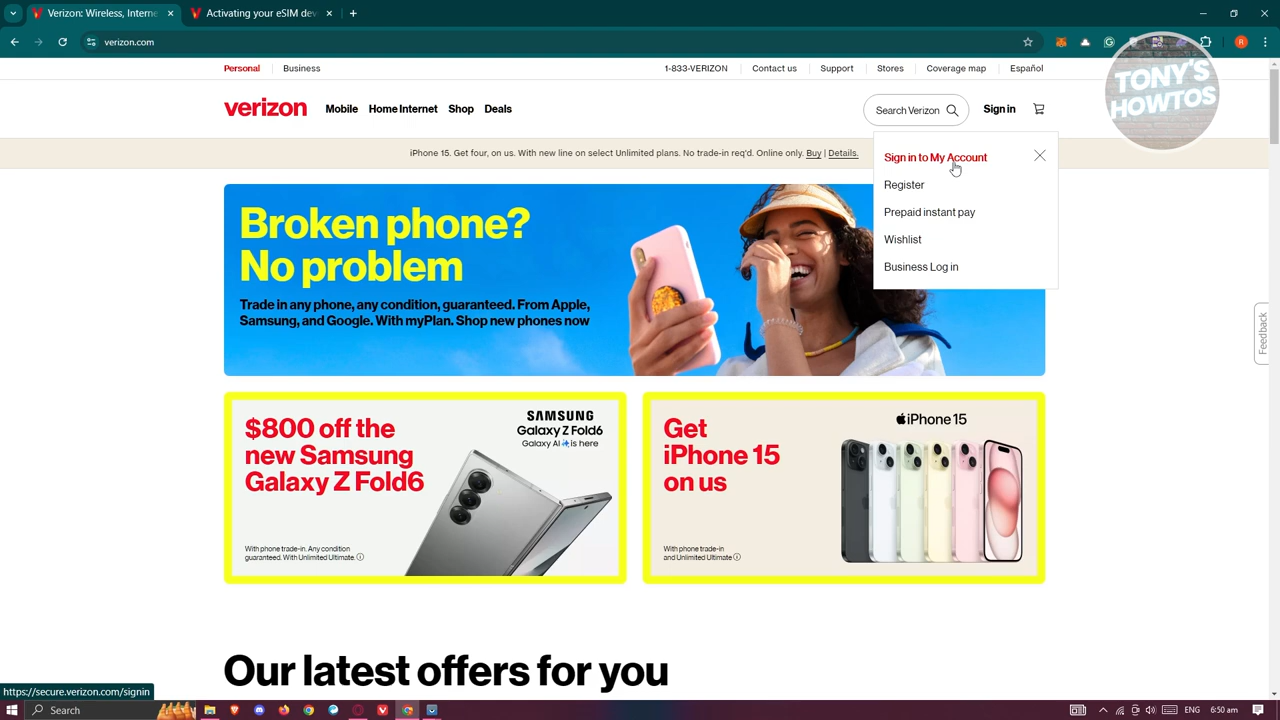 Verizon: Wireless, Interne
Activating your eSIM dev
verizon.com
Personal
Business
1-833-VERIZON
Contact us
Support
Stores
Coverage map
Español
TONY'S
HOWTOS
verizon
Mobile
Home Internet
Shop
Deals
Search Verizon
Sign in
iPhone 15. Get four, on us. With new line on select Unlimited plans. No trade-in req'd. Online only. Buy | Details.
Sign in to My Account
Register
Prepaid instant pay
Wishlist
Business Log in
Broken phone?
No problem
Trade in any phone, any condition, guaranteed. From Apple,
Samsung, and Google. With myPlan. Shop new phones now
Feedback
$800 off the
new Samsung
Galaxy Z Fold6
SAMSUNG
Galaxy Z Fold6
Galaxy AI is here
With phone trade-in. Any condition
guaranteed. With Unlimited Ultimate.
Get
iPhone 15
on us
iPhone 15
With phone trade-in
and Unlimited Ultimate
Our latest offers for you
https://secure.verizon.com/signin
Search
ENG
6:50 am